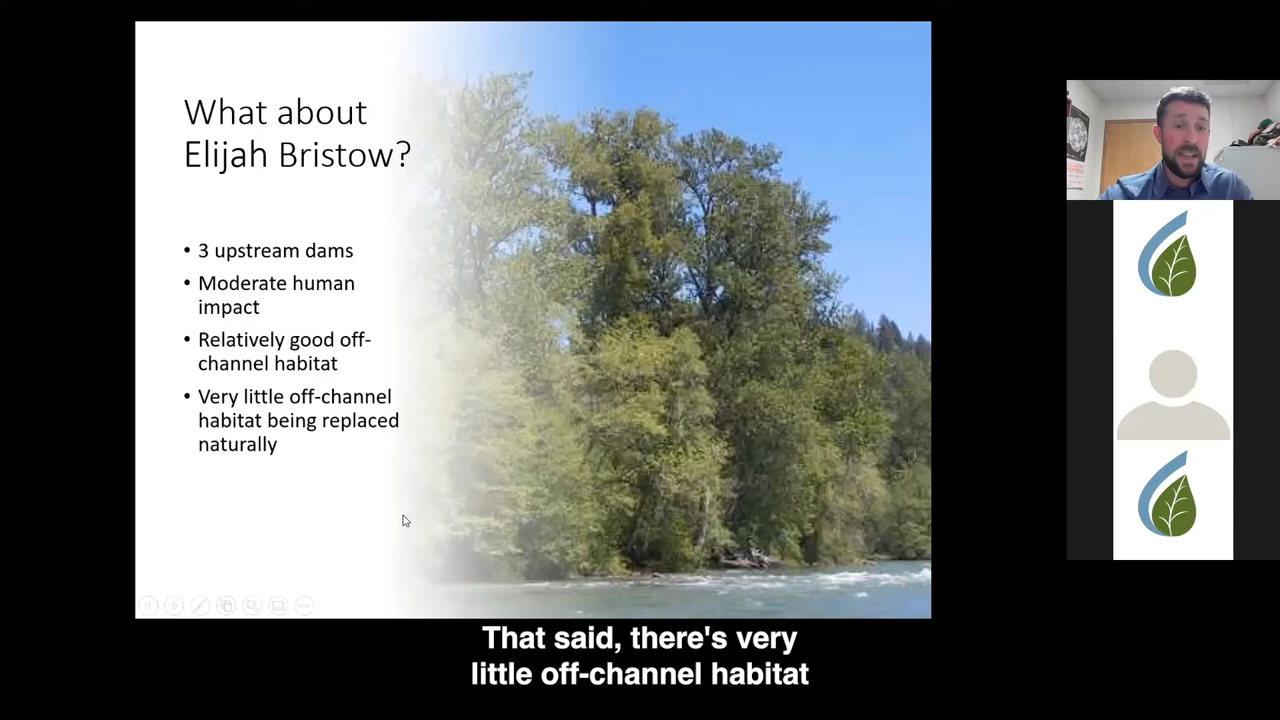 What about
Elijah Bristow?
• 3 upstream dams
• Moderate human
impact
• Relatively good off-
channel habitat
• Very little off-channel
habitat being replaced
naturally
That said, there's very
little off-channel habitat